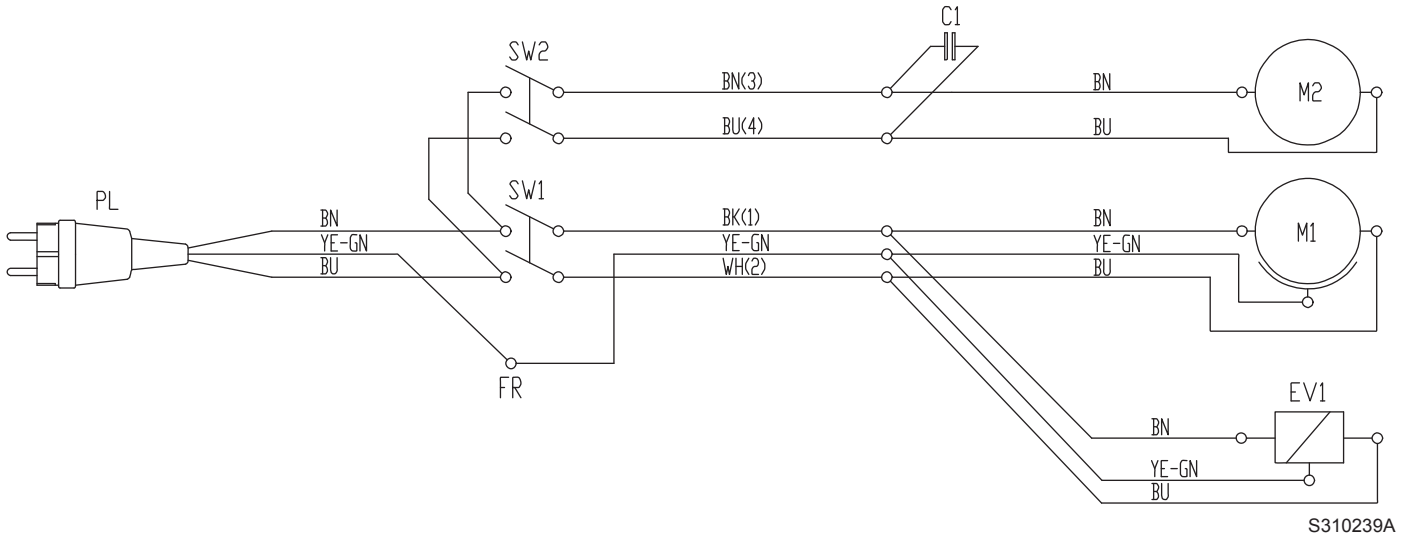 C1
SW2
BN(3)
BN
M2
BU(4)
BU
PL
SW1
BN
BK(1)
BN
M1
YE-GN
YE-GN
YE-GN
BU
WH(2)
BU
FR
EV1
BN
YE-GN
BU
S310239A